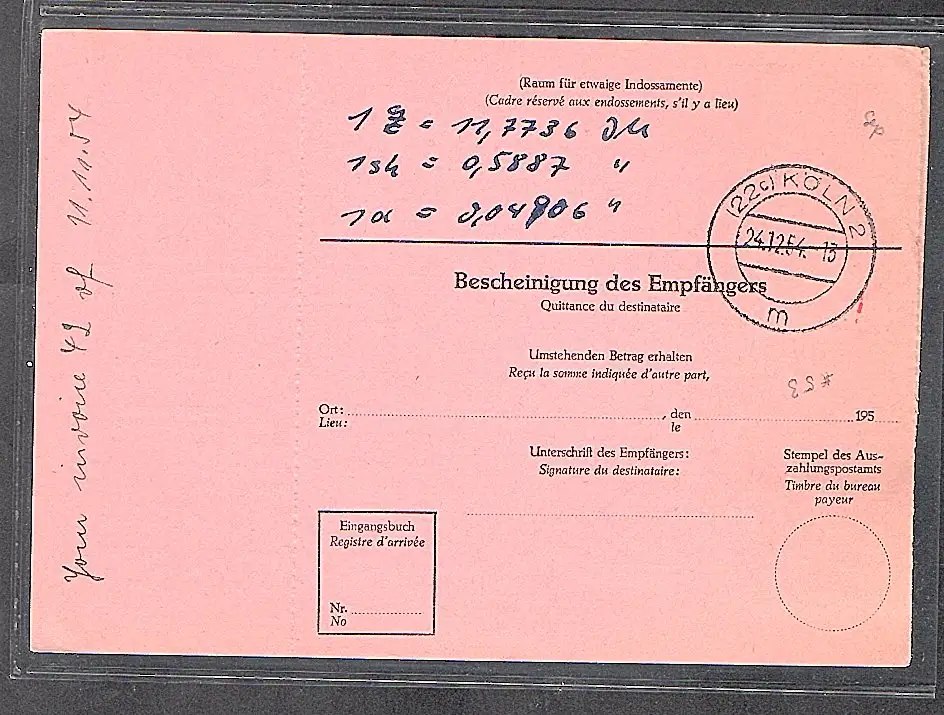 (Raum für etwaige Indossamente)
(Cadre réservé aux endossements, s'il y a lieu)
1 £ = 11,7736 DM
1 sh = 0,5887 "
1 d = 0,04906 "
(22c) KÖLN 2
24.12.54.-13
m
Bescheinigung des Empfängers
Quittance du destinataire
Umstehenden Betrag erhalten
Reçu la somme indiquée d'autre part,
Ort: , den 195
Lieu: le
Unterschrift des Empfängers:
Signature du destinataire:
Stempel des Aus-
zahlungspostamts
Timbre du bureau
payeur
Eingangsbuch
Registre d'arrivée
Nr.
No
Your invoice 42 of 11.11.54